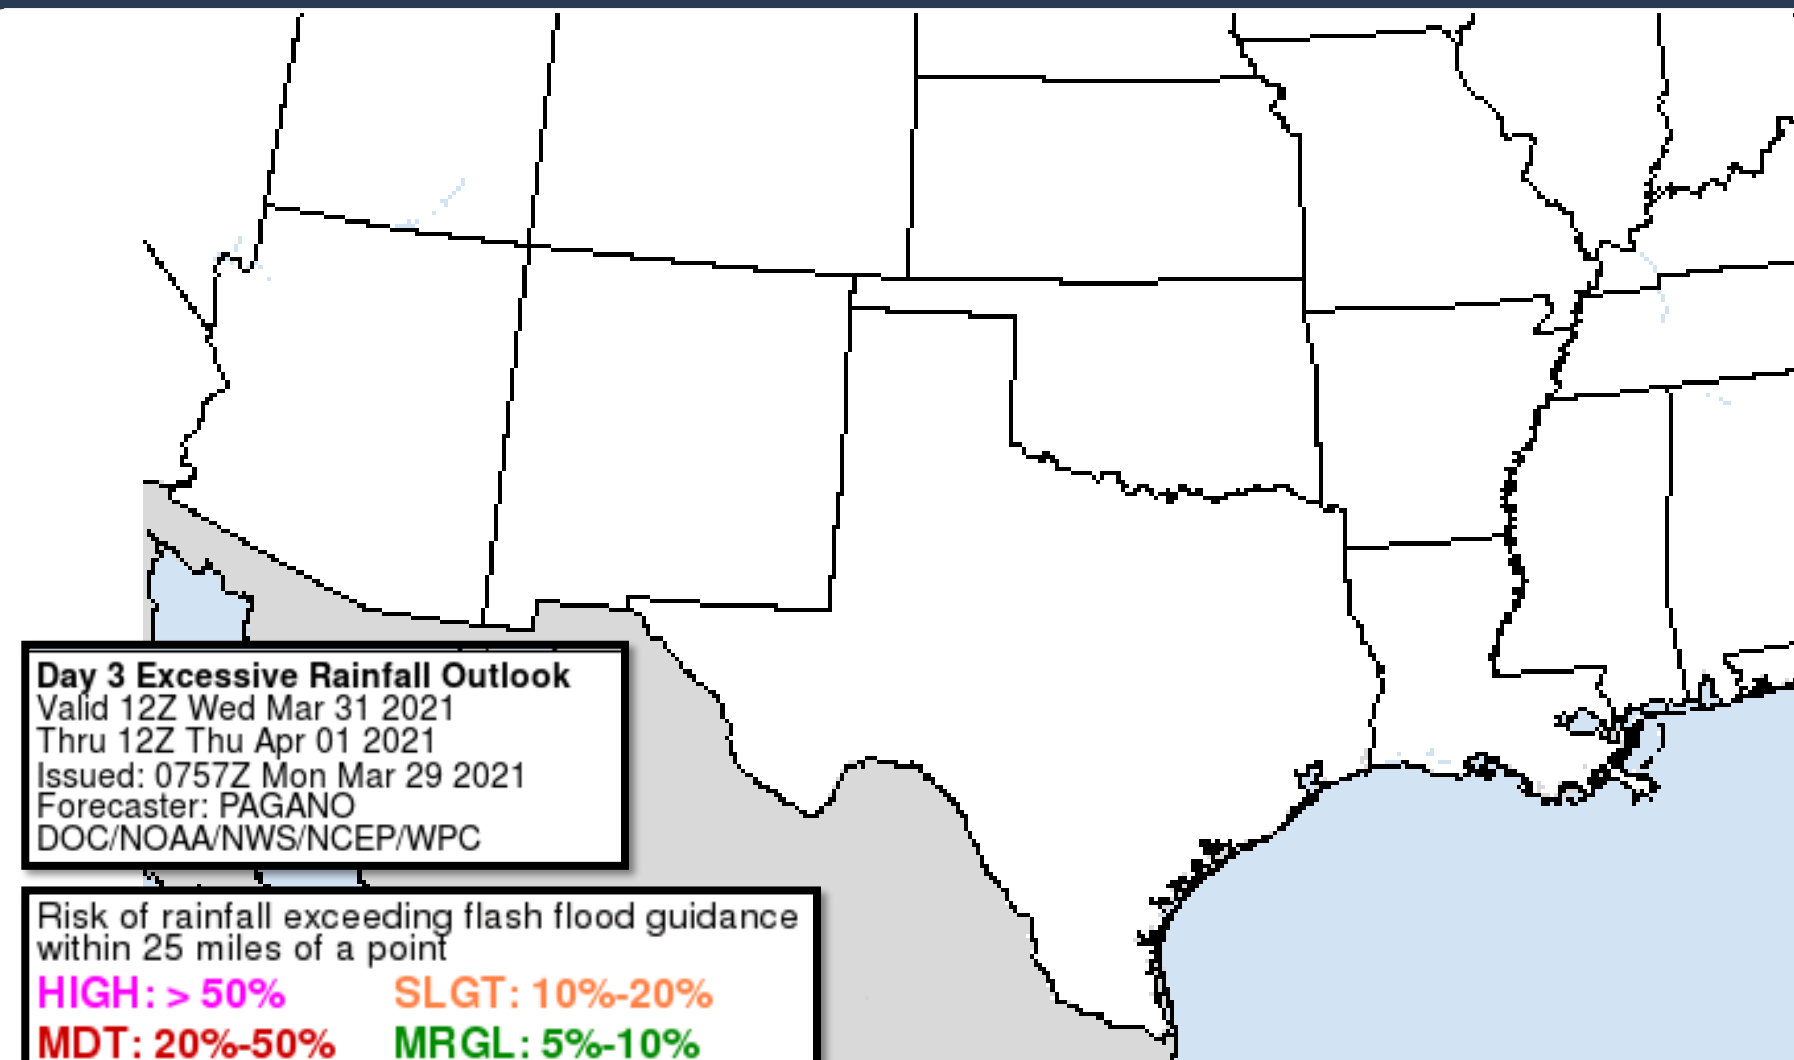 Day 3 Excessive Rainfall Outlook
Valid 12Z Wed Mar 31 2021
Thru 12Z Thu Apr 01 2021
Issued: 0757Z Mon Mar 29 2021
Forecaster: PAGANO
DOC/NOAA/NWS/NCEP/WPC
Risk of rainfall exceeding flash flood guidance
within 25 miles of a point
HIGH: > 50% SLGT: 10%-20%
MDT: 20%-50% MRGL: 5%-10%